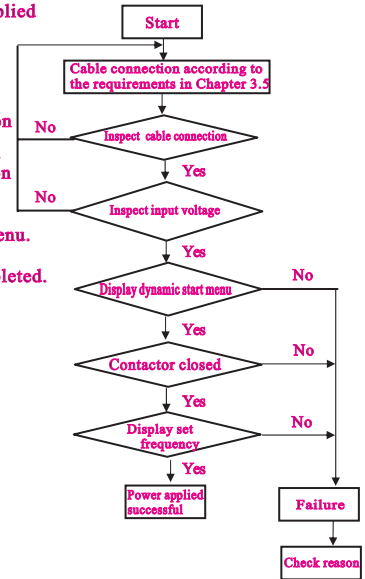 Start
Cable connection according to
the requirements in Chapter 3.5
on
No
Inspect cable connection
Yes
on
No
Inspect input voltage
enu.
Yes
No
Display dynamic start menu
Yes
No
Contactor closed
Yes
No
Display set
frequency
Yes
Power applied
successful
Failure
Check reason